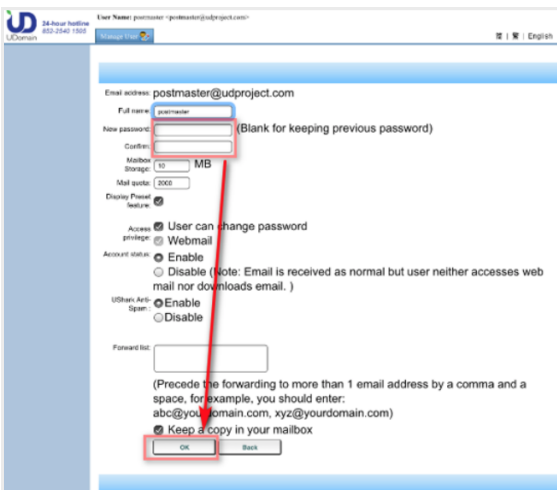 UDomain
24-hour hotline
852-2540 1568
User Name: postmaster <postmaster@udproject.com>
Manage User
繁 | 简 | English
Email address: postmaster@udproject.com
Full name: postmaster
New password: (Blank for keeping previous password)
Confirm:
Mailbox Storage: 10 MB
Mail quota: 2000
Display Preset feature:
Access privilege: User can change password
Webmail
Account status: Enable
Disable (Note: Email is received as normal but user neither accesses web
mail nor downloads email. )
UShark Anti-Spam : Enable
Disable
Forward list:
(Precede the forwarding to more than 1 email address by a comma and a
space, for example, you should enter:
abc@yourdomain.com, xyz@yourdomain.com)
Keep a copy in your mailbox
OK Back